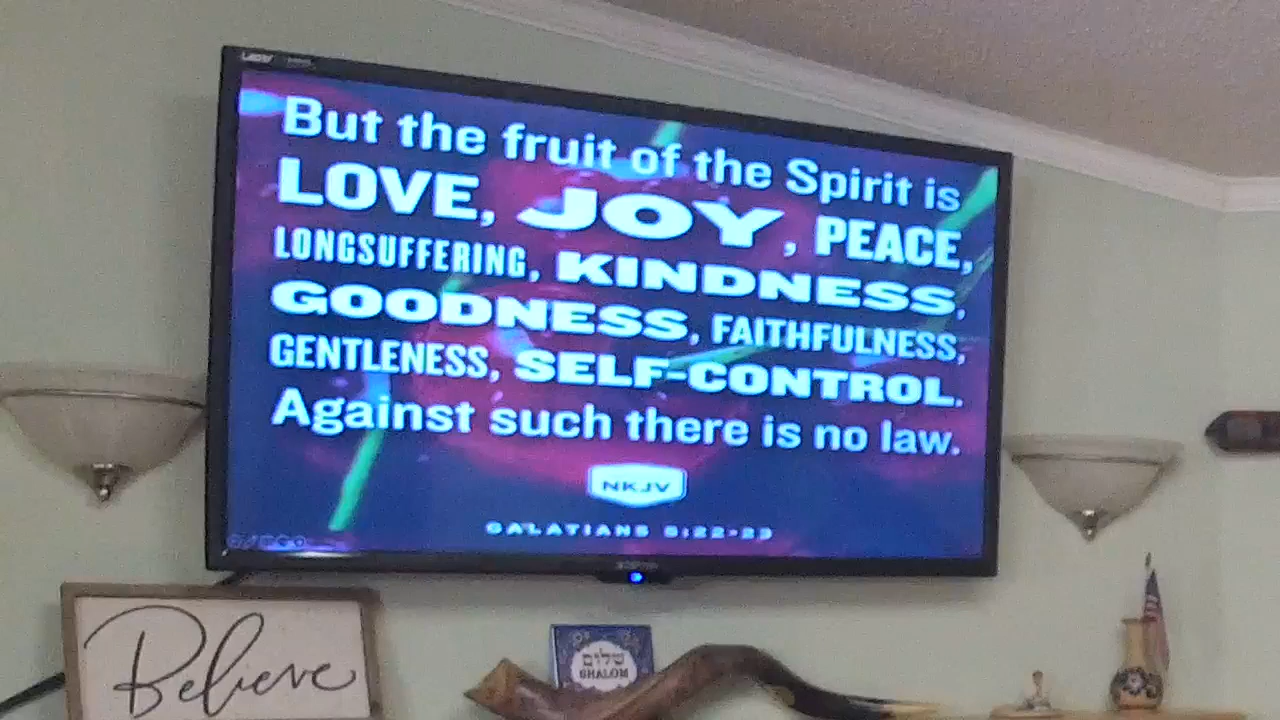 But the fruit of the Spirit is
LOVE, JOY, PEACE,
LONGSUFFERING, KINDNESS,
GOODNESS, FAITHFULNESS,
GENTLENESS, SELF-CONTROL.
Against such there is no law.
NKJV
GALATIANS 5:22-23
Believe
שלום
SHALOM